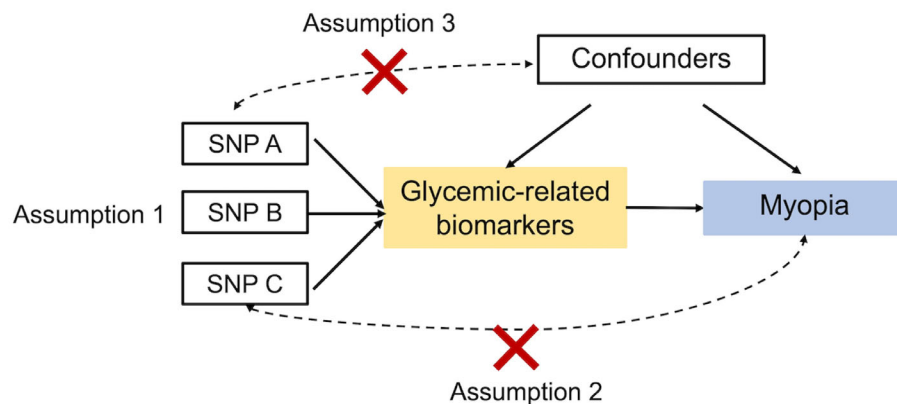 Assumption 3
Confounders
SNP A
Assumption 1
SNP B
SNP C
Glycemic-related
biomarkers
Myopia
Assumption 2